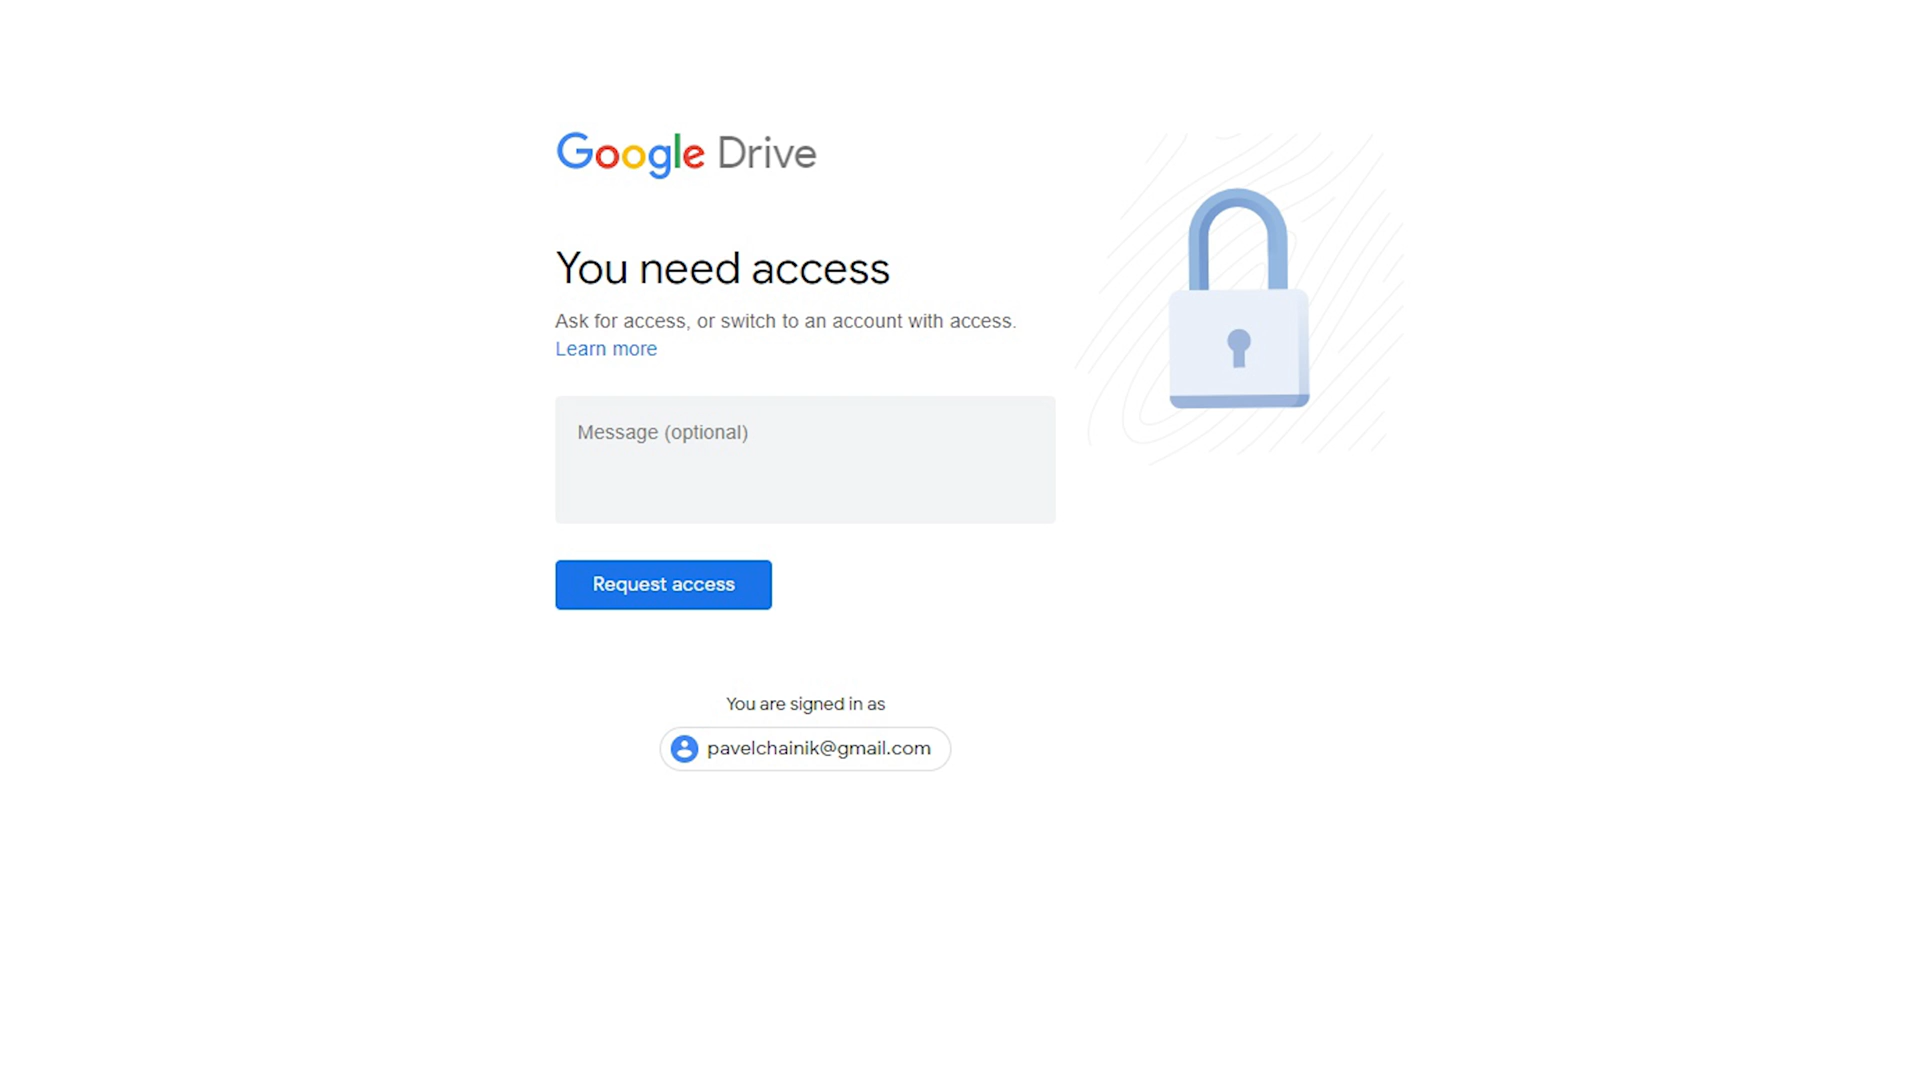 Google Drive
You need access
Ask for access, or switch to an account with access.
Learn more
Message (optional)
Request access
You are signed in as
pavelchainik@gmail.com